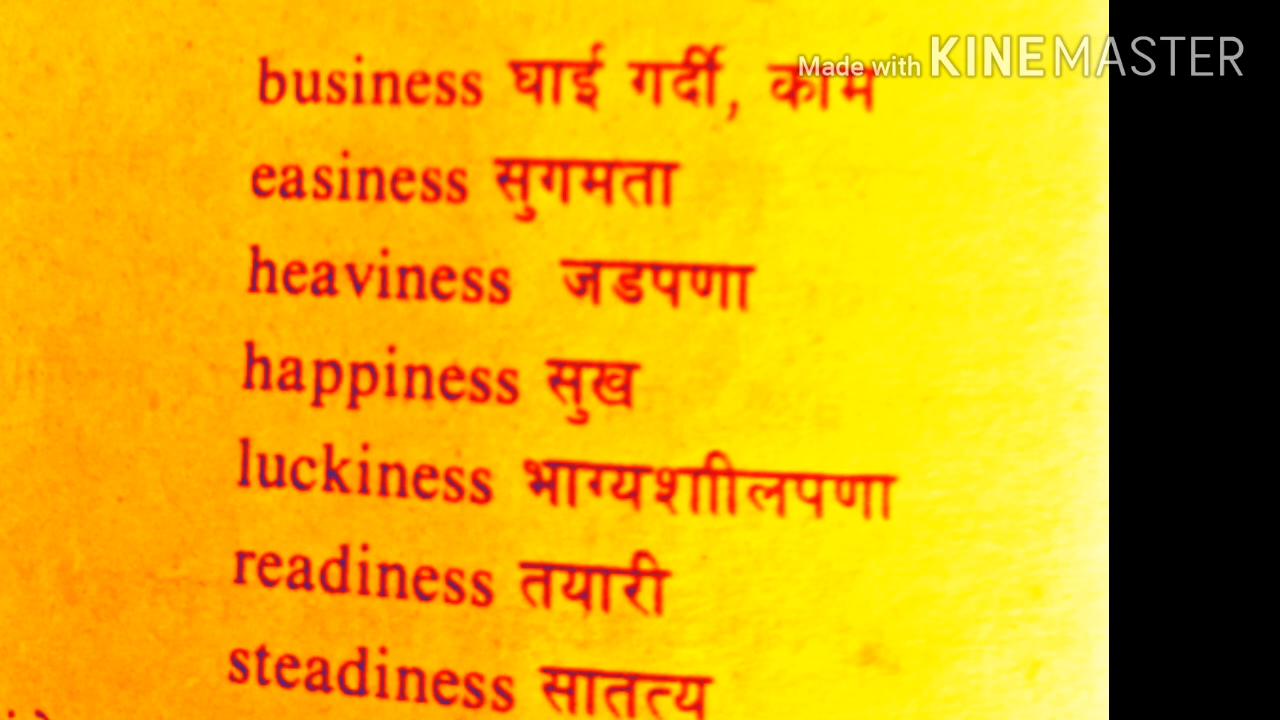 Made with KINEMASTER
business घाई गर्दी, काम
easiness सुगमता
heaviness जडपणा
happiness सुख
luckiness भाग्यशाीलपणा
readiness तयारी
steadiness सातत्य